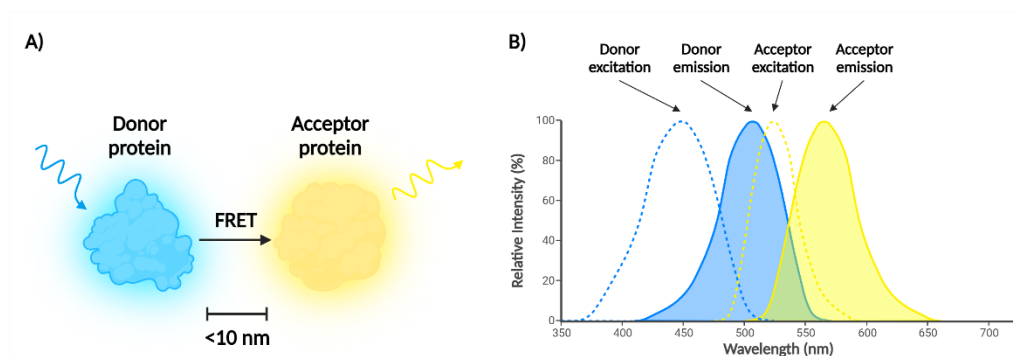 A)
Donor
protein
Acceptor
protein
FRET
<10 nm
B)
Donor
excitation
Donor
emission
Acceptor
excitation
Acceptor
emission
Relative Intensity (%)
100
80
60
40
20
0
350 400 450 500 550 600 650 700
Wavelength (nm)